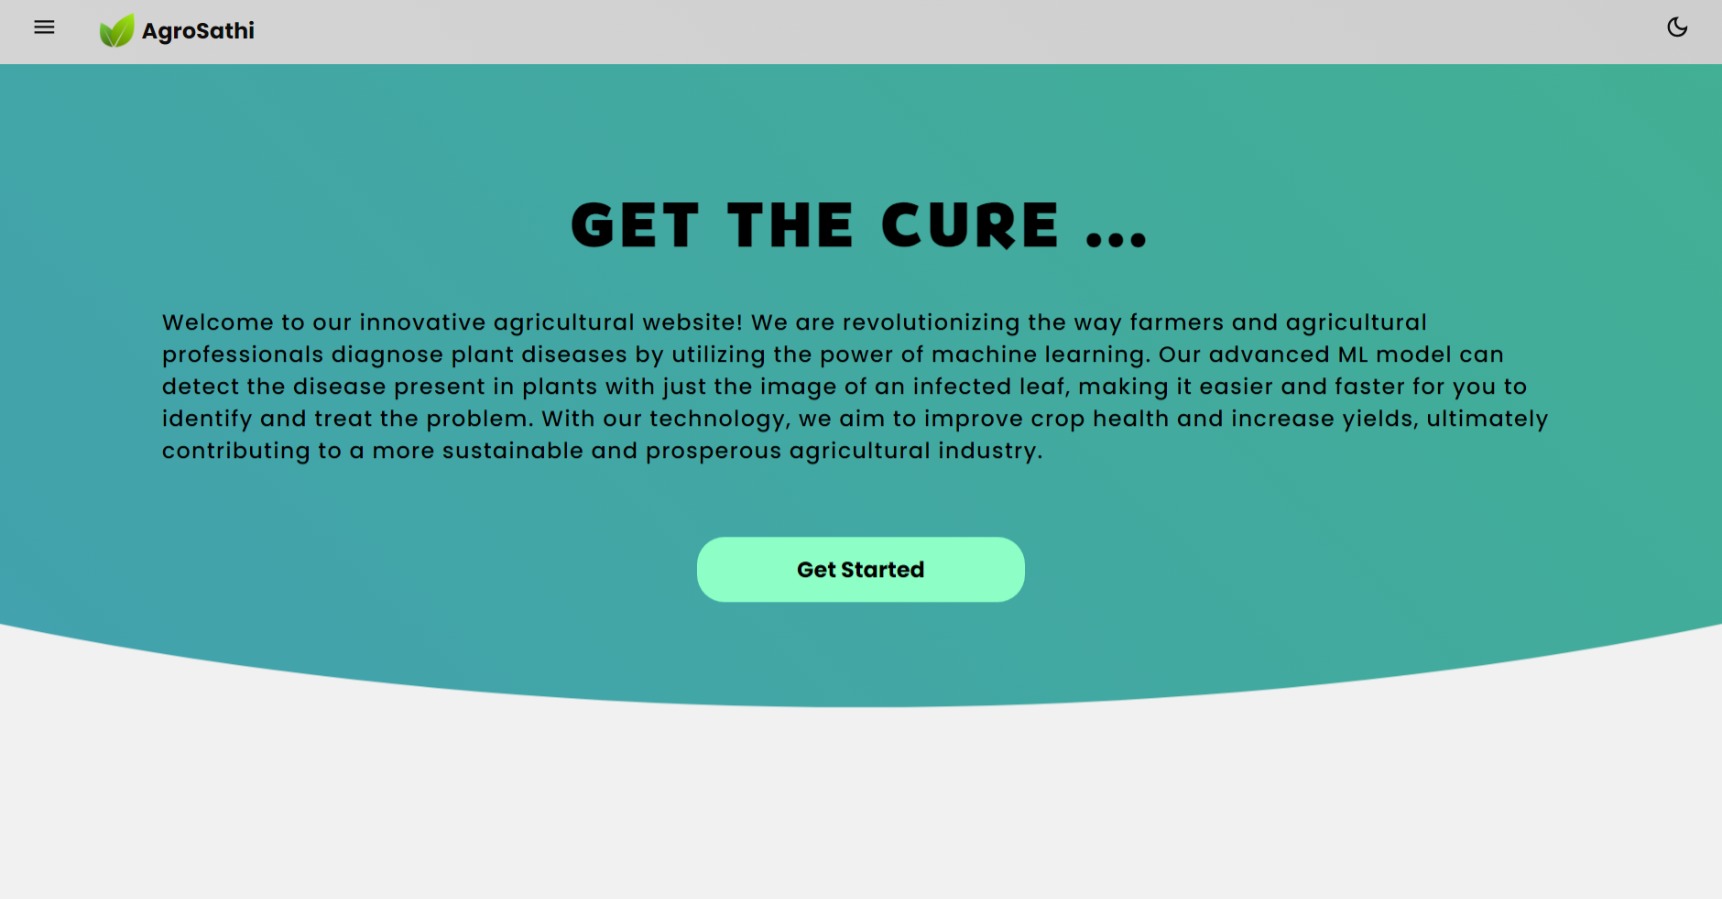 AgroSathi
GET THE CURE ...
Welcome to our innovative agricultural website! We are revolutionizing the way farmers and agricultural
professionals diagnose plant diseases by utilizing the power of machine learning. Our advanced ML model can
detect the disease present in plants with just the image of an infected leaf, making it easier and faster for you to
identify and treat the problem. With our technology, we aim to improve crop health and increase yields, ultimately
contributing to a more sustainable and prosperous agricultural industry.
Get Started